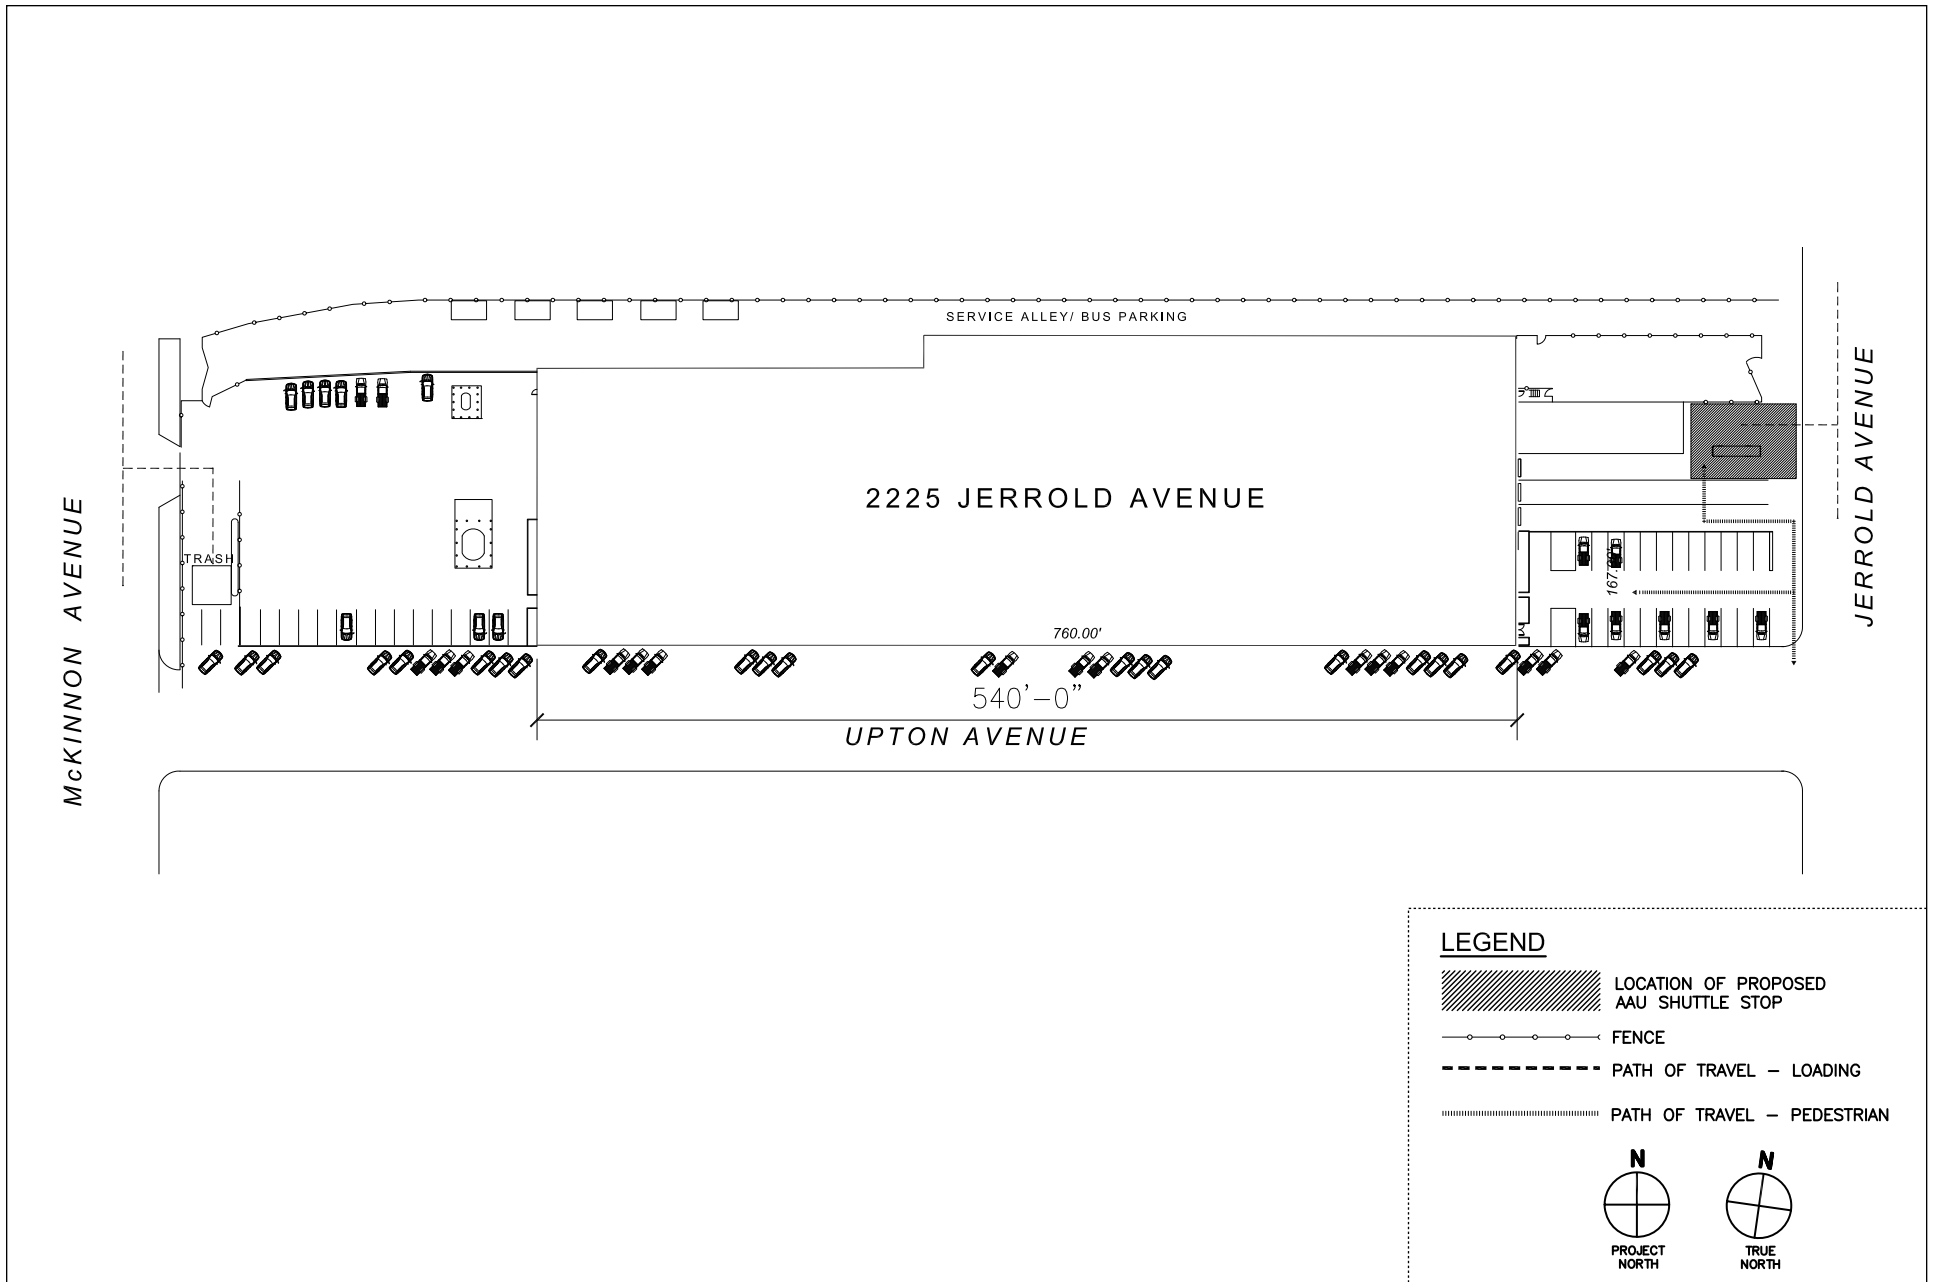 SERVICE ALLEY/ BUS PARKING
2225 JERROLD AVENUE
McKINNON AVENUE
TRASH
JERROLD AVENUE
167.00'
760.00'
540'-0"
UPTON AVENUE
LEGEND
LOCATION OF PROPOSED
AAU SHUTTLE STOP
FENCE
PATH OF TRAVEL - LOADING
PATH OF TRAVEL - PEDESTRIAN
N
PROJECT
NORTH
N
TRUE
NORTH